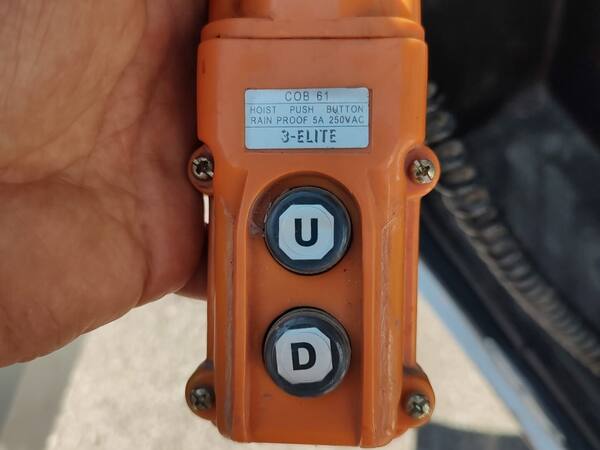 COB 61
HOIST PUSH BUTTON
RAIN PROOF 5A 250VAC
3-ELITE
U
D